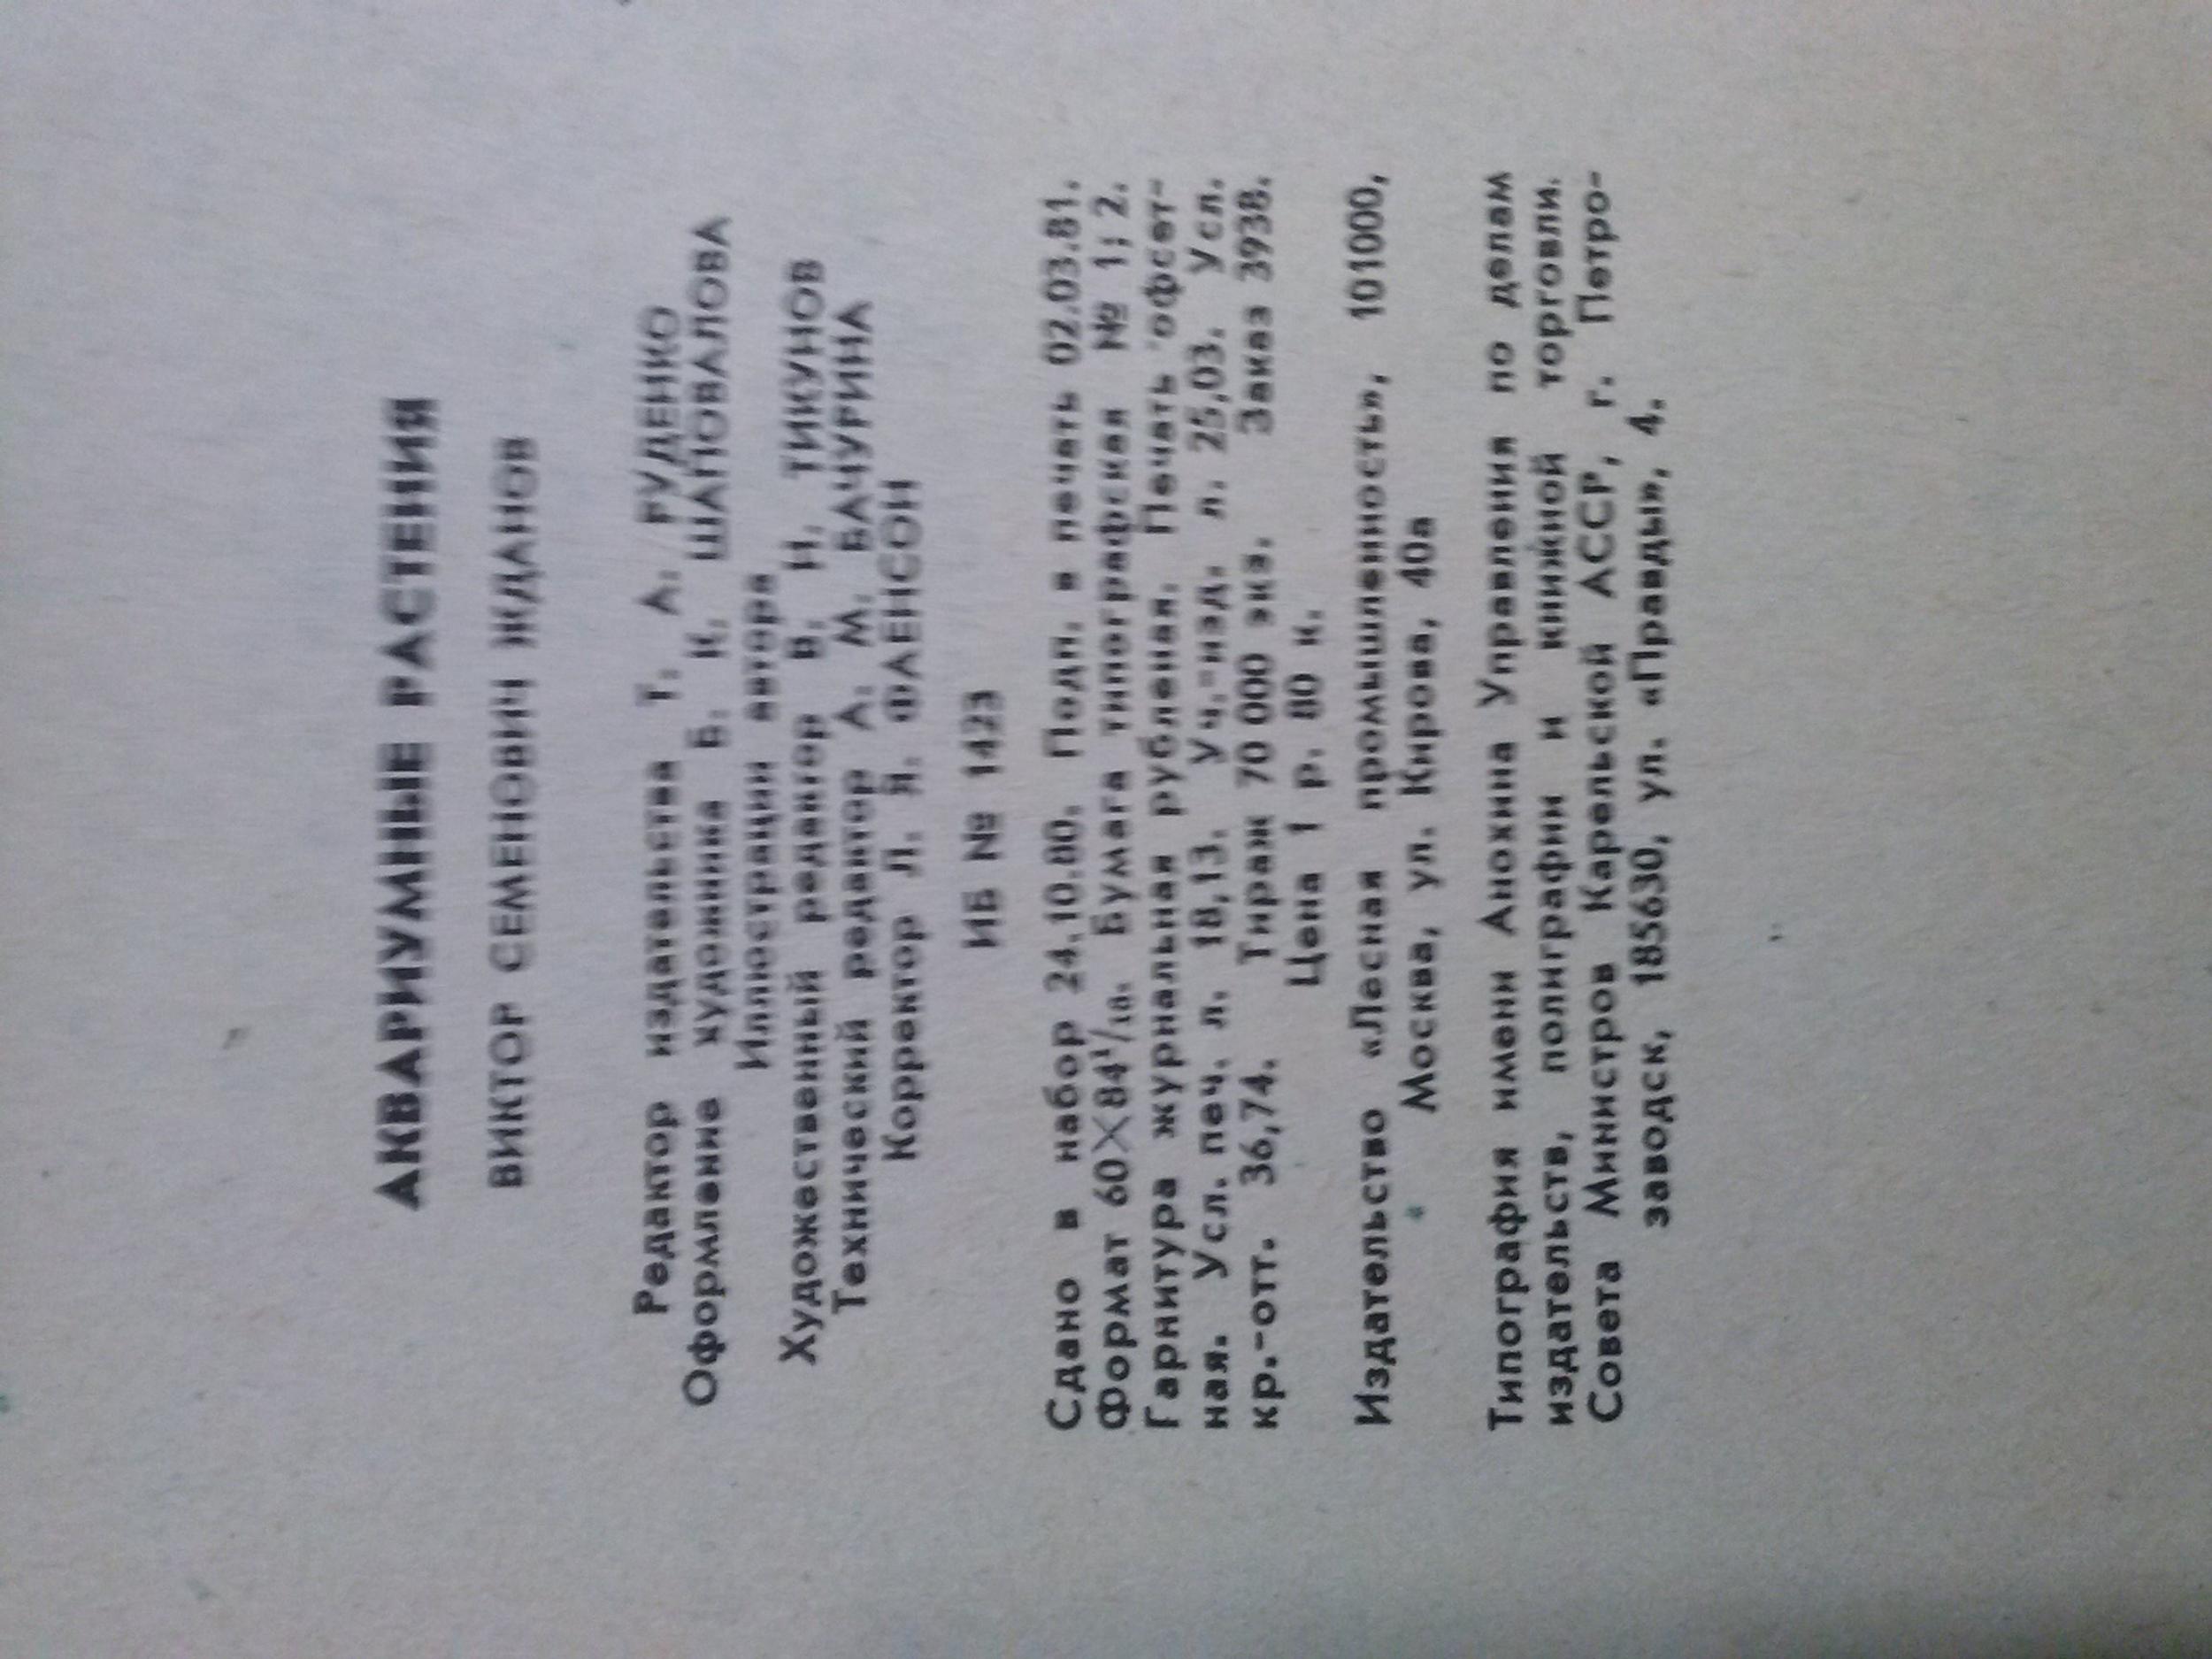 АКВАРИУМНЫЕ РАСТЕНИЯ
ВИКТОР СЕМЕНОВИЧ ЖДАНОВ
Редактор издательства Т. А. РУДЕНКО
Оформление художника Б. К. ШАПОВАЛОВА
Иллюстрации автора
Художественный редактор В. Н. ТИКУНОВ
Технический редактор А. М. БАЧУРИНА
Корректор Л. Я. ФАЕНСОН
ИБ № 1423
Сдано в набор 24.10.80. Подп. в печать 02.03.81.
Формат 60×84¹/₁₆. Бумага типографская № 1; 2.
Гарнитура журнальная рубленая. Печать офсет-
ная. Усл. печ. л. 18,13. Уч.-изд. л. 25,03. Усл.
кр.-отт. 36,74. Тираж 70 000 экз. Заказ 3938.
Цена 1 р. 80 к.
Издательство «Лесная промышленность», 101000,
Москва, ул. Кирова, 40а
Типография имени Анохина Управления по делам
издательств, полиграфии и книжной торговли.
Совета Министров Карельской АССР, г. Петро-
заводск, 185630, ул. «Правды», 4.